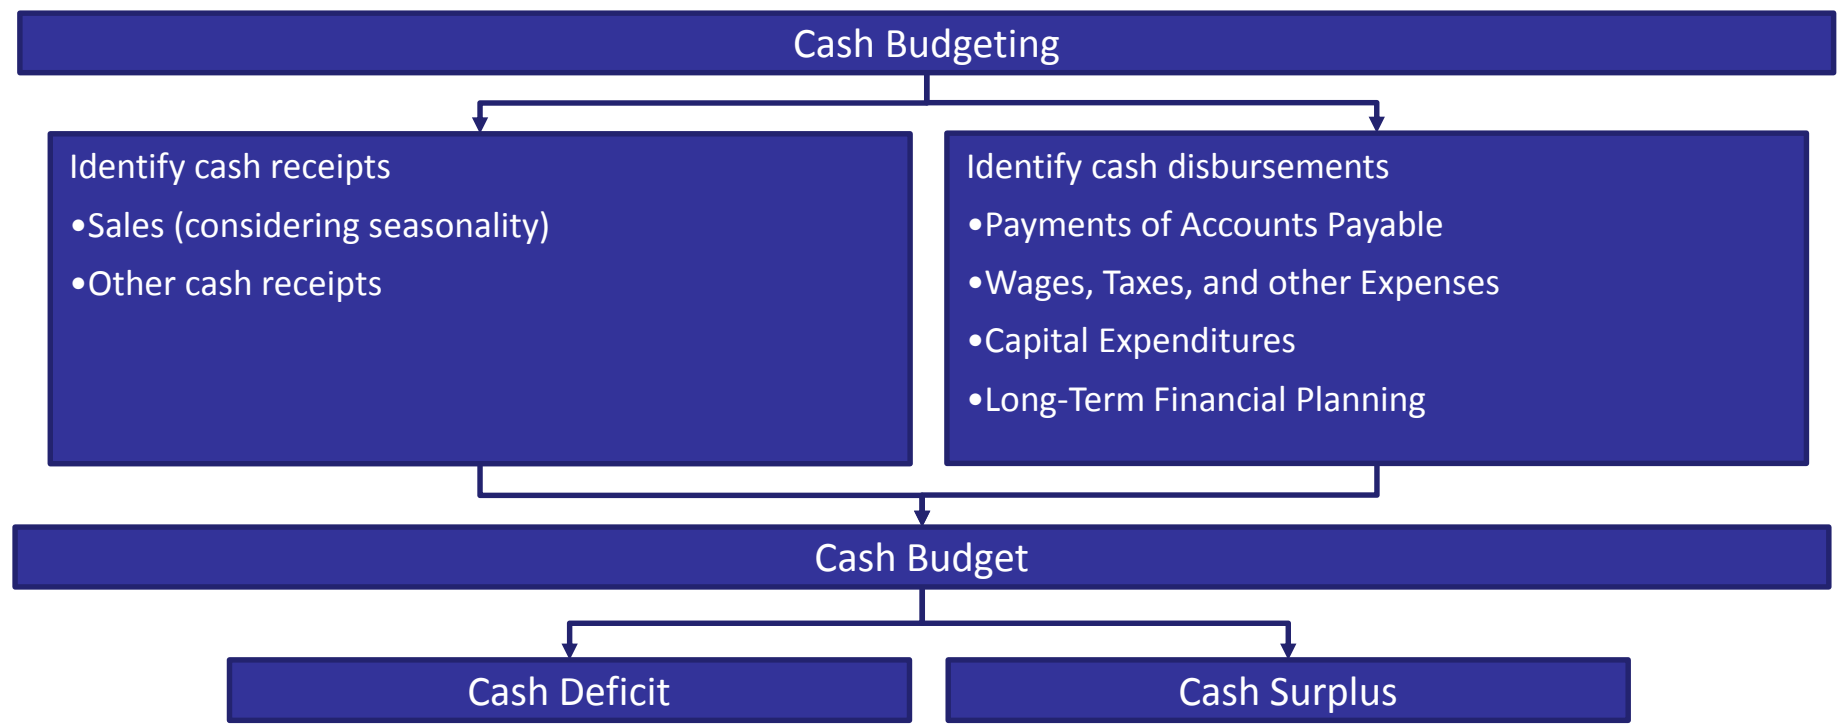 Cash Budgeting
Identify cash receipts
•Sales (considering seasonality)
•Other cash receipts
Identify cash disbursements
•Payments of Accounts Payable
•Wages, Taxes, and other Expenses
•Capital Expenditures
•Long-Term Financial Planning
Cash Budget
Cash Deficit
Cash Surplus